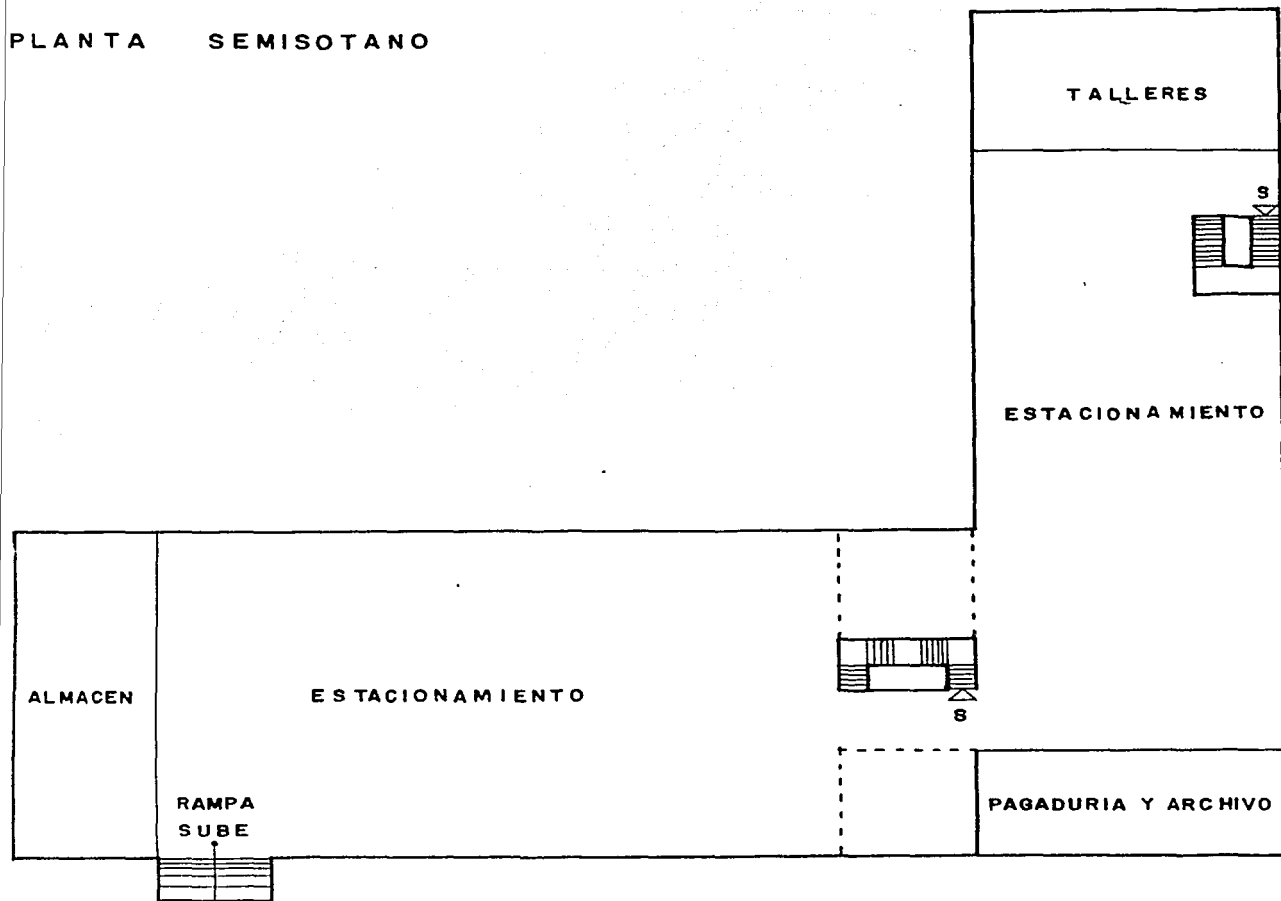 PLANTA SEMISOTANO
TALLERES
S
ESTACIONAMIENTO
ALMACEN
ESTACIONAMIENTO
S
RAMPA
SUBE
PAGADURIA Y ARCHIVO